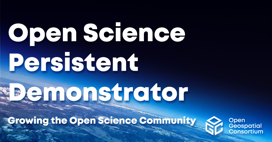 Open Science
Persistent
Demonstrator
Growing the Open Science Community
Open
Geospatial
Consortium